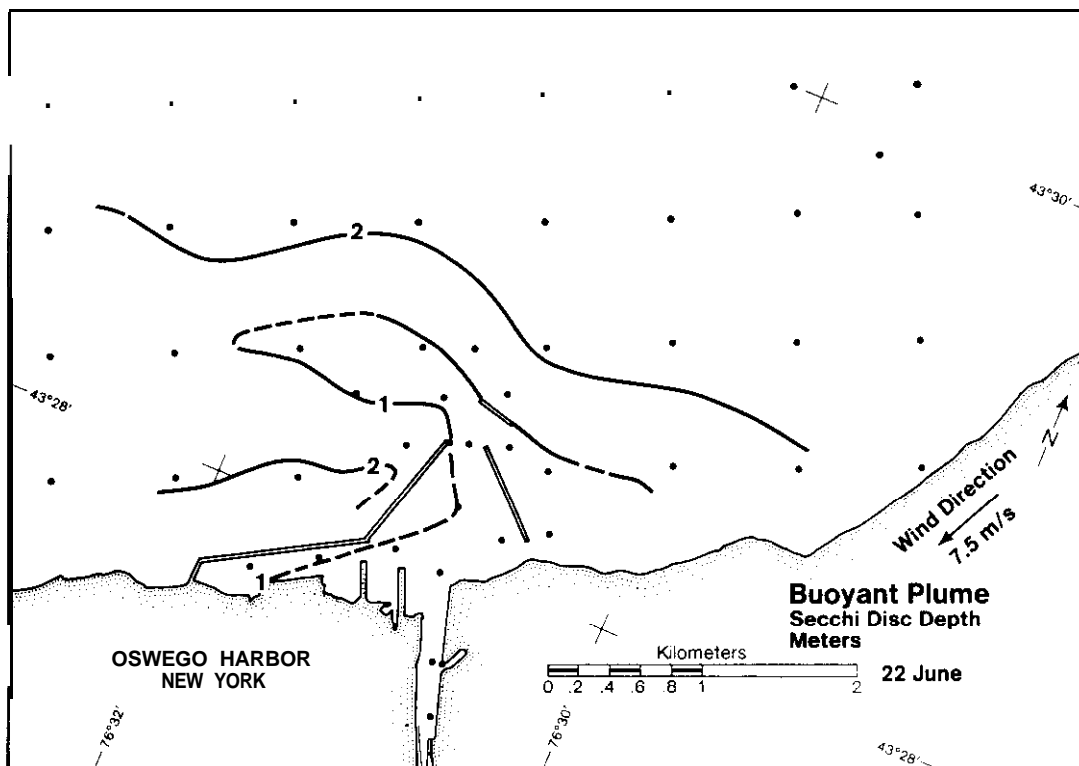 43°30'
2
43°28'
1
2
N
Wind Direction
7.5 m/s
1
Buoyant Plume
Secchi Disc Depth
Meters
OSWEGO HARBOR
NEW YORK
Kilometers
0 .2 .4 .6 .8 1 2
22 June
76°32'
76°30'
43°28'